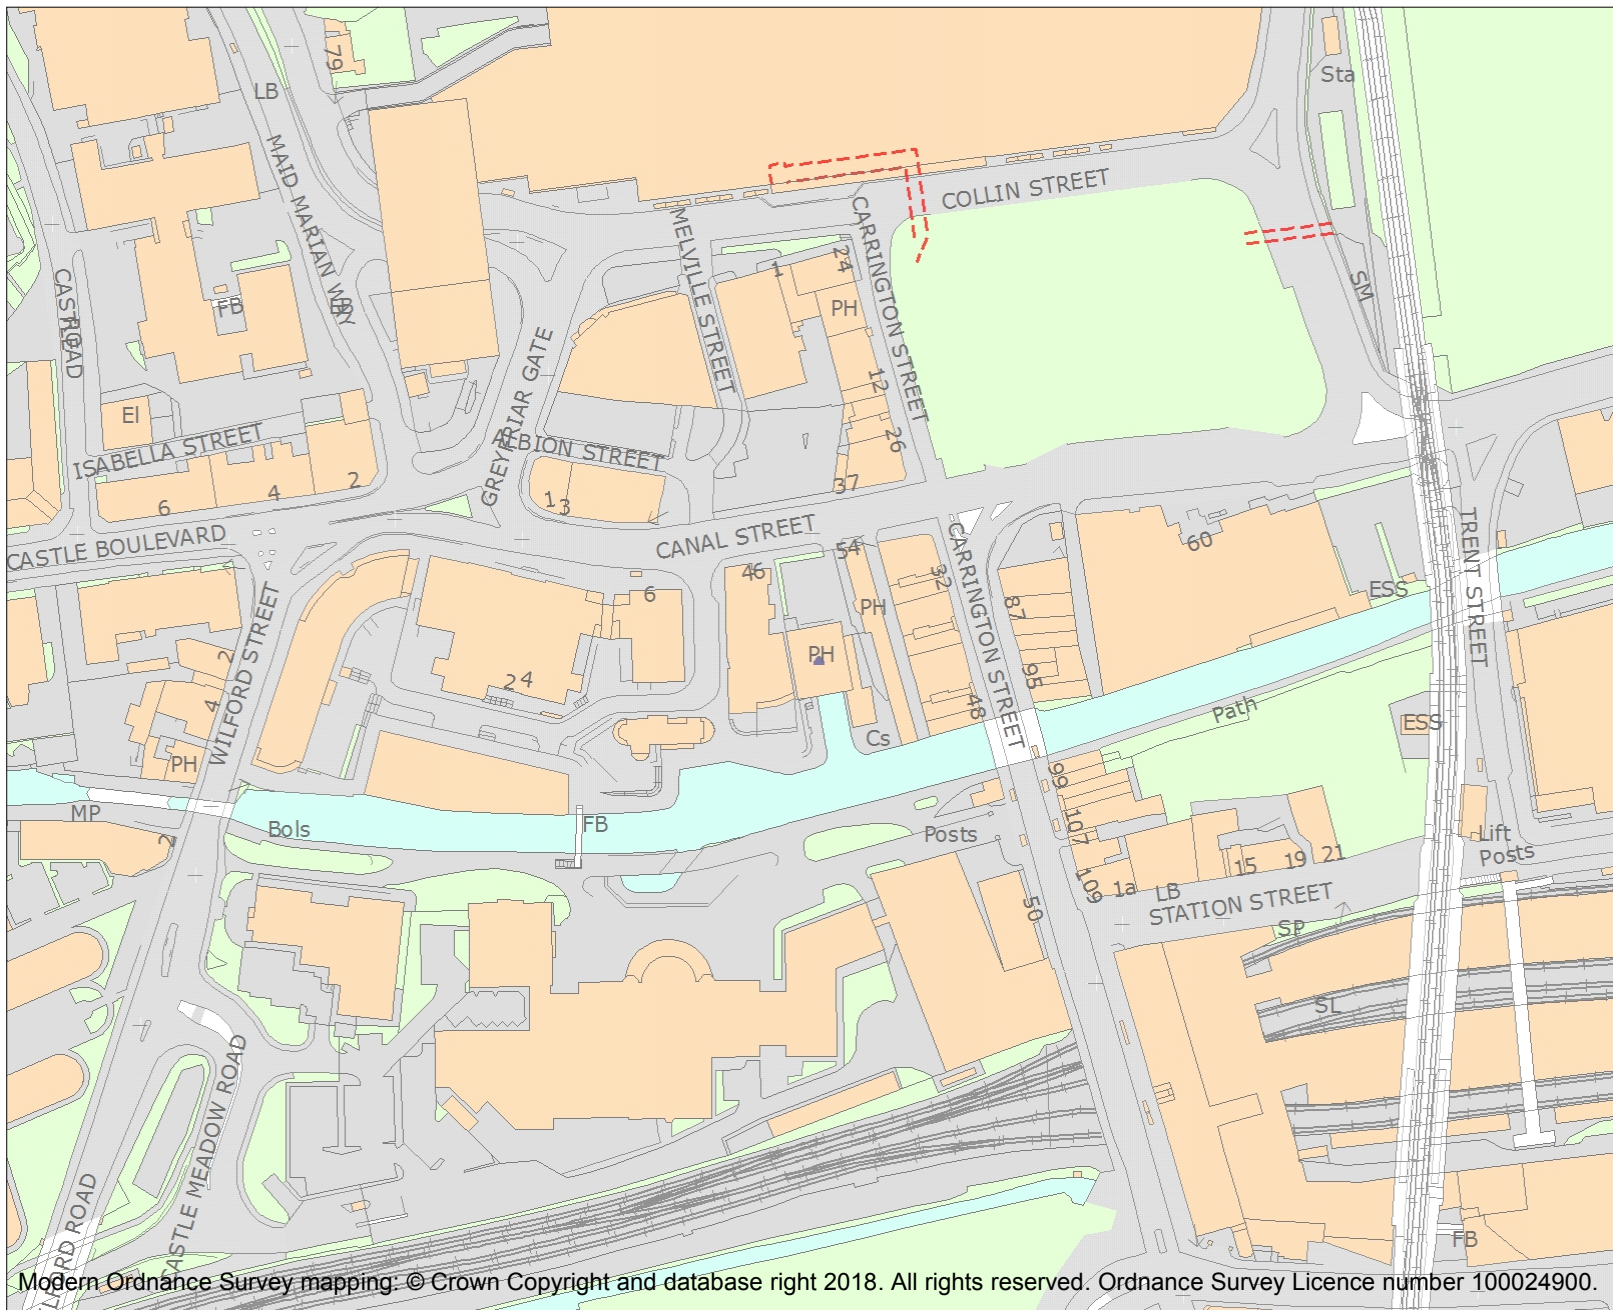 79
Sta
LB
MAID MARIAN WAY
COLLIN STREET
MELVILLE STREET
CARRINGTON STREET
24
1
SM
CASTLE
ROAD
FB
PH
GREYFRIAR GATE
12
El
ISABELLA STREET
ALBION STREET
26
6
4
2
1
3
37
CASTLE BOULEVARD
CANAL STREET
54
60
TRENT STREET
46
6
32
CARRINGTON STREET
87
ESS
PH
WILFORD STREET
2
PH
24
95
4
48
Path
ESS
PH
Cs
99
MP
Bols
FB
Posts
107
2
Lift
Posts
15
19
21
109
1a
LB
50
STATION STREET
SP
SL
CASTLE MEADOW ROAD
FB
Modern Ordnance Survey mapping: © Crown Copyright and database right 2018. All rights reserved. Ordnance Survey Licence number 100024900.